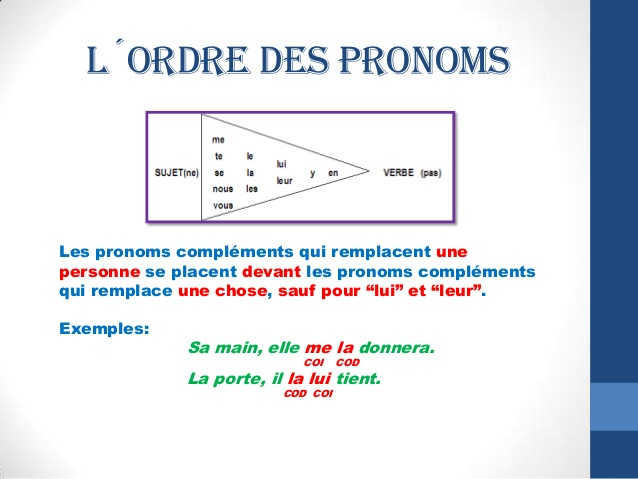 L´ORDRE DES PRONOMS
me
te le
lui
SUJET(ne) se la y en VERBE (pas)
leur
nous les
vous
Les pronoms compléments qui remplacent une
personne se placent devant les pronoms compléments
qui remplace une chose, sauf pour “lui” et “leur”.
Exemples:
Sa main, elle me la donnera.
COI COD
La porte, il la lui tient.
COD COI